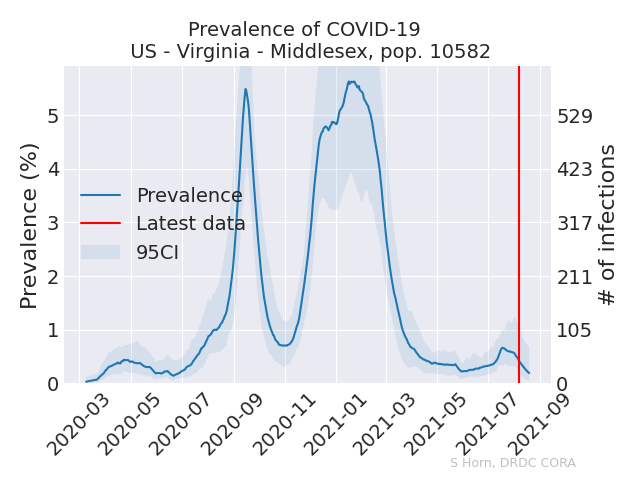 Prevalence of COVID-19
US - Virginia - Middlesex, pop. 10582
Prevalence (%)
5
4
3
2
1
0
Prevalence
Latest data
95CI
529
423
317
211
105
0
# of infections
2020-03
2020-05
2020-07
2020-09
2020-11
2021-01
2021-03
2021-05
2021-07
2021-09
S Horn, DRDC CORA